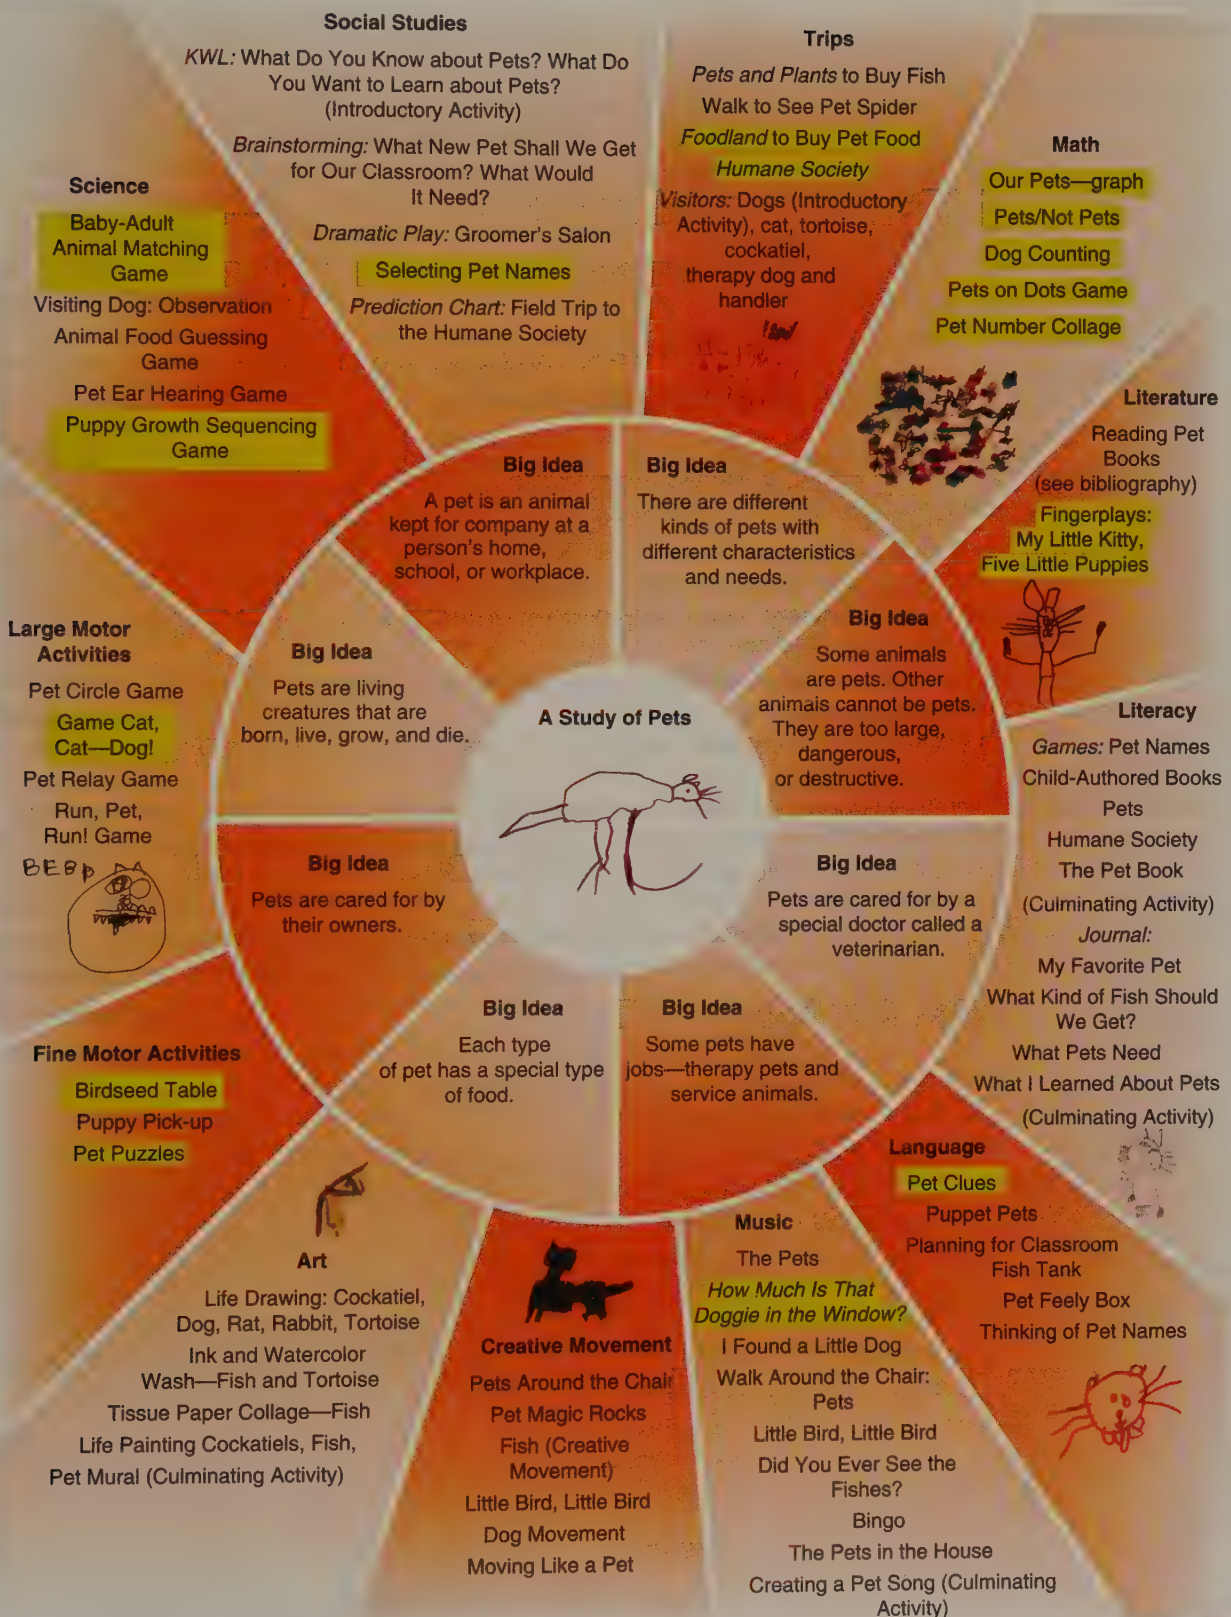 Social Studies
KWL: What Do You Know about Pets? What Do
You Want to Learn about Pets?
(Introductory Activity)
Brainstorming: What New Pet Shall We Get
for Our Classroom? What Would
It Need?
Dramatic Play: Groomer's Salon
Selecting Pet Names
Prediction Chart: Field Trip to
the Humane Society
Trips
Pets and Plants to Buy Fish
Walk to See Pet Spider
Foodland to Buy Pet Food
Humane Society
Visitors: Dogs (Introductory
Activity), cat, tortoise,
cockatiel,
therapy dog and
handler
Math
Our Pets—graph
Pets/Not Pets
Dog Counting
Pets on Dots Game
Pet Number Collage
Literature
Reading Pet
Books
(see bibliography)
Fingerplays:
My Little Kitty,
Five Little Puppies
Literacy
Games: Pet Names
Child-Authored Books
Pets
Humane Society
The Pet Book
(Culminating Activity)
Journal:
My Favorite Pet
What Kind of Fish Should
We Get?
What Pets Need
What I Learned About Pets
(Culminating Activity)
Language
Pet Clues
Puppet Pets
Planning for Classroom
Fish Tank
Pet Feely Box
Thinking of Pet Names
Music
The Pets
How Much Is That
Doggie in the Window?
I Found a Little Dog
Walk Around the Chair:
Pets
Little Bird, Little Bird
Did You Ever See the
Fishes?
Bingo
The Pets in the House
Creating a Pet Song (Culminating
Activity)
Creative Movement
Pets Around the Chair
Pet Magic Rocks
Fish (Creative
Movement)
Little Bird, Little Bird
Dog Movement
Moving Like a Pet
Art
Life Drawing: Cockatiel,
Dog, Rat, Rabbit, Tortoise
Ink and Watercolor
Wash—Fish and Tortoise
Tissue Paper Collage—Fish
Life Painting Cockatiels, Fish,
Pet Mural (Culminating Activity)
Fine Motor Activities
Birdseed Table
Puppy Pick-up
Pet Puzzles
Large Motor
Activities
Pet Circle Game
Game Cat,
Cat—Dog!
Pet Relay Game
Run, Pet,
Run! Game
Science
Baby-Adult
Animal Matching
Game
Visiting Dog: Observation
Animal Food Guessing
Game
Pet Ear Hearing Game
Puppy Growth Sequencing
Game
Big Idea
A pet is an animal
kept for company at a
person's home,
school, or workplace.
Big Idea
There are different
kinds of pets with
different characteristics
and needs.
Big Idea
Some animals
are pets. Other
animals cannot be pets.
They are too large,
dangerous,
or destructive.
Big Idea
Pets are cared for by a
special doctor called a
veterinarian.
Big Idea
Some pets have
jobs—therapy pets and
service animals.
Big Idea
Each type
of pet has a special type
of food.
Big Idea
Pets are cared for by
their owners.
Big Idea
Pets are living
creatures that are
born, live, grow, and die.
A Study of Pets